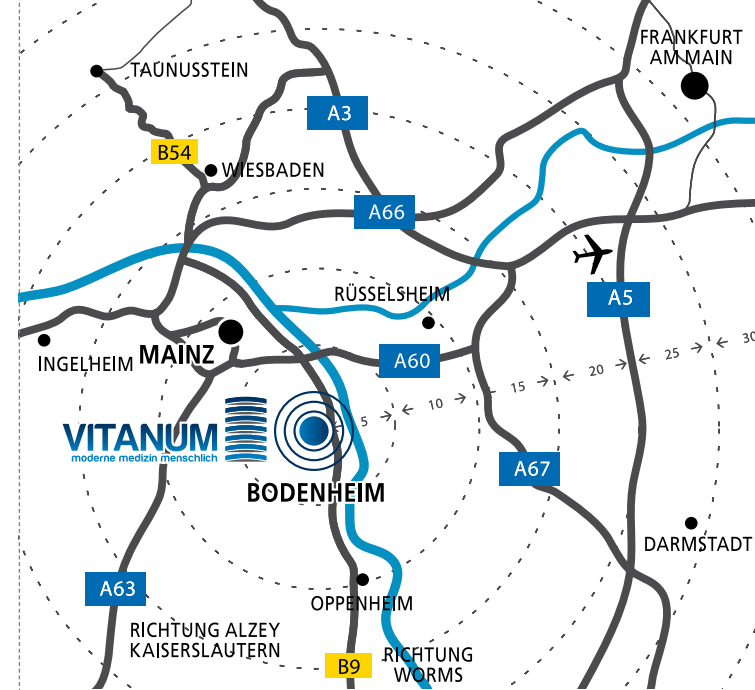 FRANKFURT
AM MAIN
TAUNUSSTEIN
A3
B54
WIESBADEN
A66
RÜSSELSHEIM
A5
INGELHEIM
MAINZ
A60
5 ← → 10 ← → 15 ← → 20 ← → 25 ← → 30
VITANUM
moderne medizin menschlich
BODENHEIM
A67
DARMSTADT
A63
OPPENHEIM
RICHTUNG ALZEY
KAISERSLAUTERN
B9
RICHTUNG
WORMS